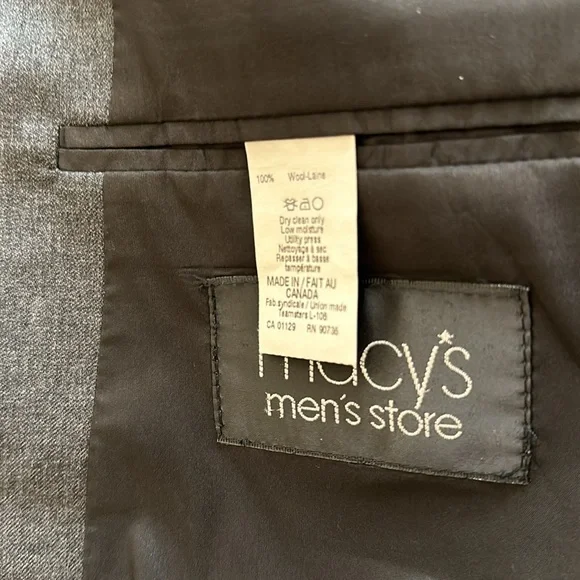 100% Wool-Laine
Dry clean only
Low moisture
Utility press
Nettoyage à sec
Repasser à basse
température
MADE IN / FAIT AU
CANADA
Fab syndicale / Union made
Teamsters L-106
CA 01129 RN 90736
macy's
men's store